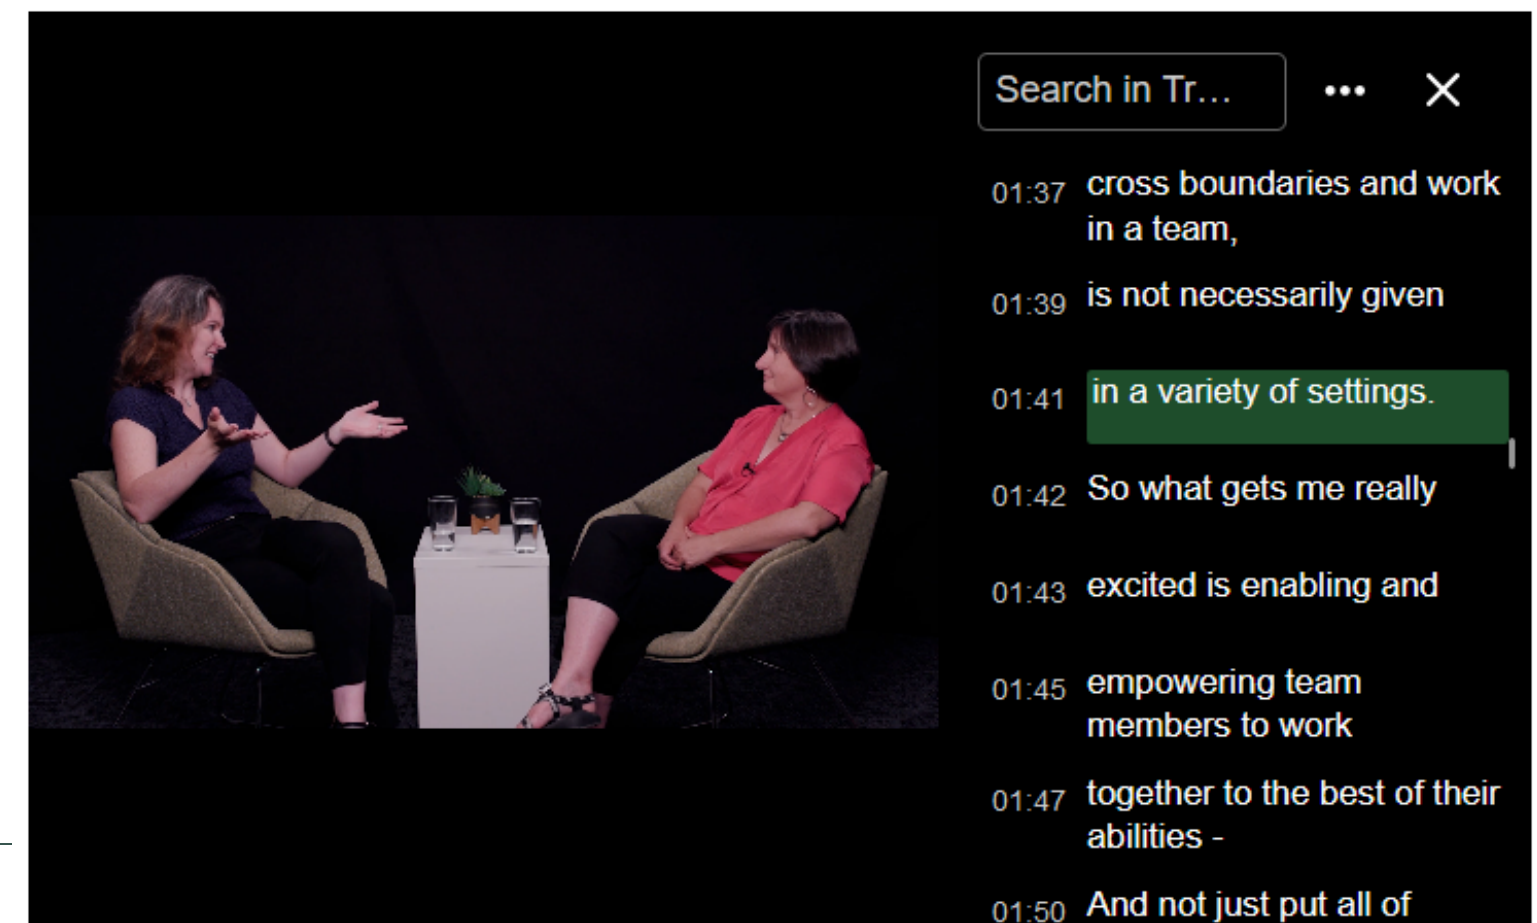 Search in Tr...
01:37 cross boundaries and work
in a team,
01:39 is not necessarily given
01:41 in a variety of settings.
01:42 So what gets me really
01:43 excited is enabling and
01:45 empowering team
members to work
01:47 together to the best of their
abilities -
01:50 And not just put all of